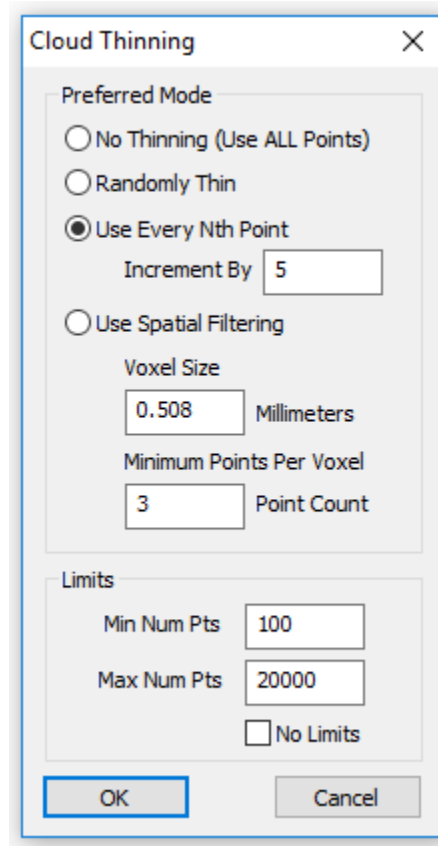 Cloud Thinning
Preferred Mode
No Thinning (Use ALL Points)
Randomly Thin
Use Every Nth Point
Increment By 5
Use Spatial Filtering
Voxel Size
0.508 Millimeters
Minimum Points Per Voxel
3 Point Count
Limits
Min Num Pts 100
Max Num Pts 20000
No Limits
OK Cancel